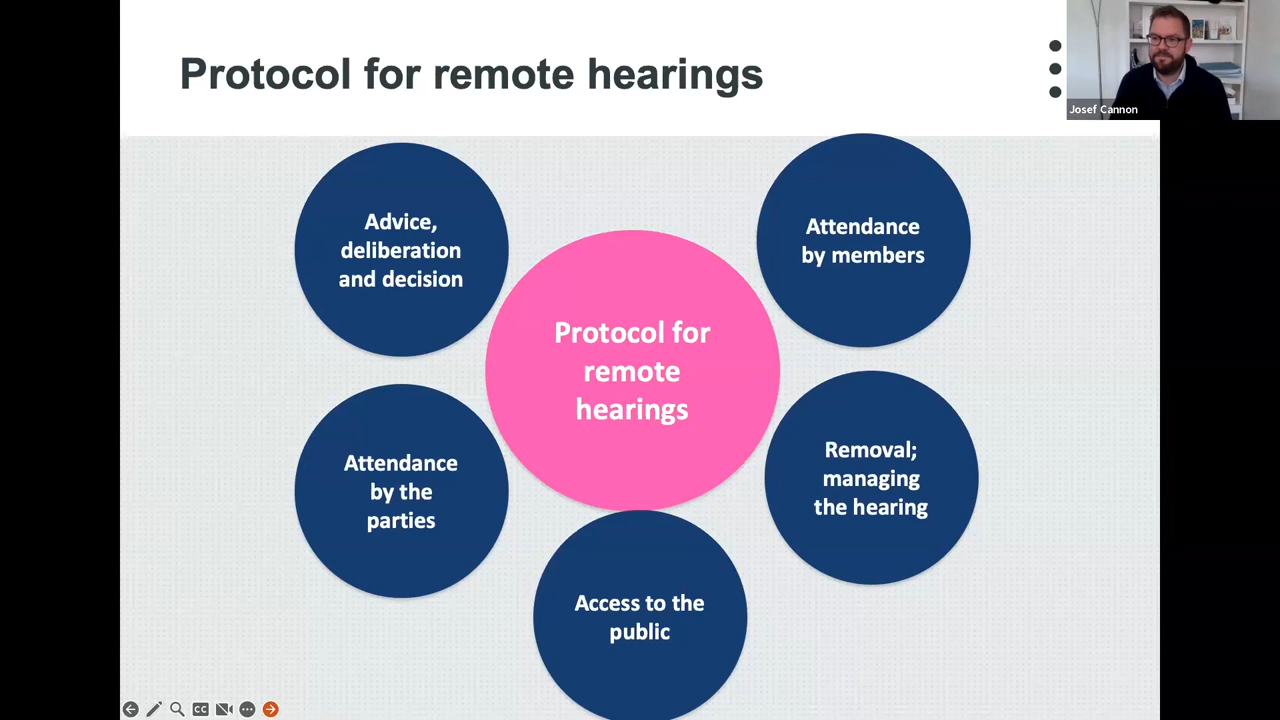 Protocol for remote hearings
Josef Cannon
Advice,
deliberation
and decision
Attendance
by members
Protocol for
remote
hearings
Attendance
by the
parties
Removal;
managing
the hearing
Access to the
public
CC